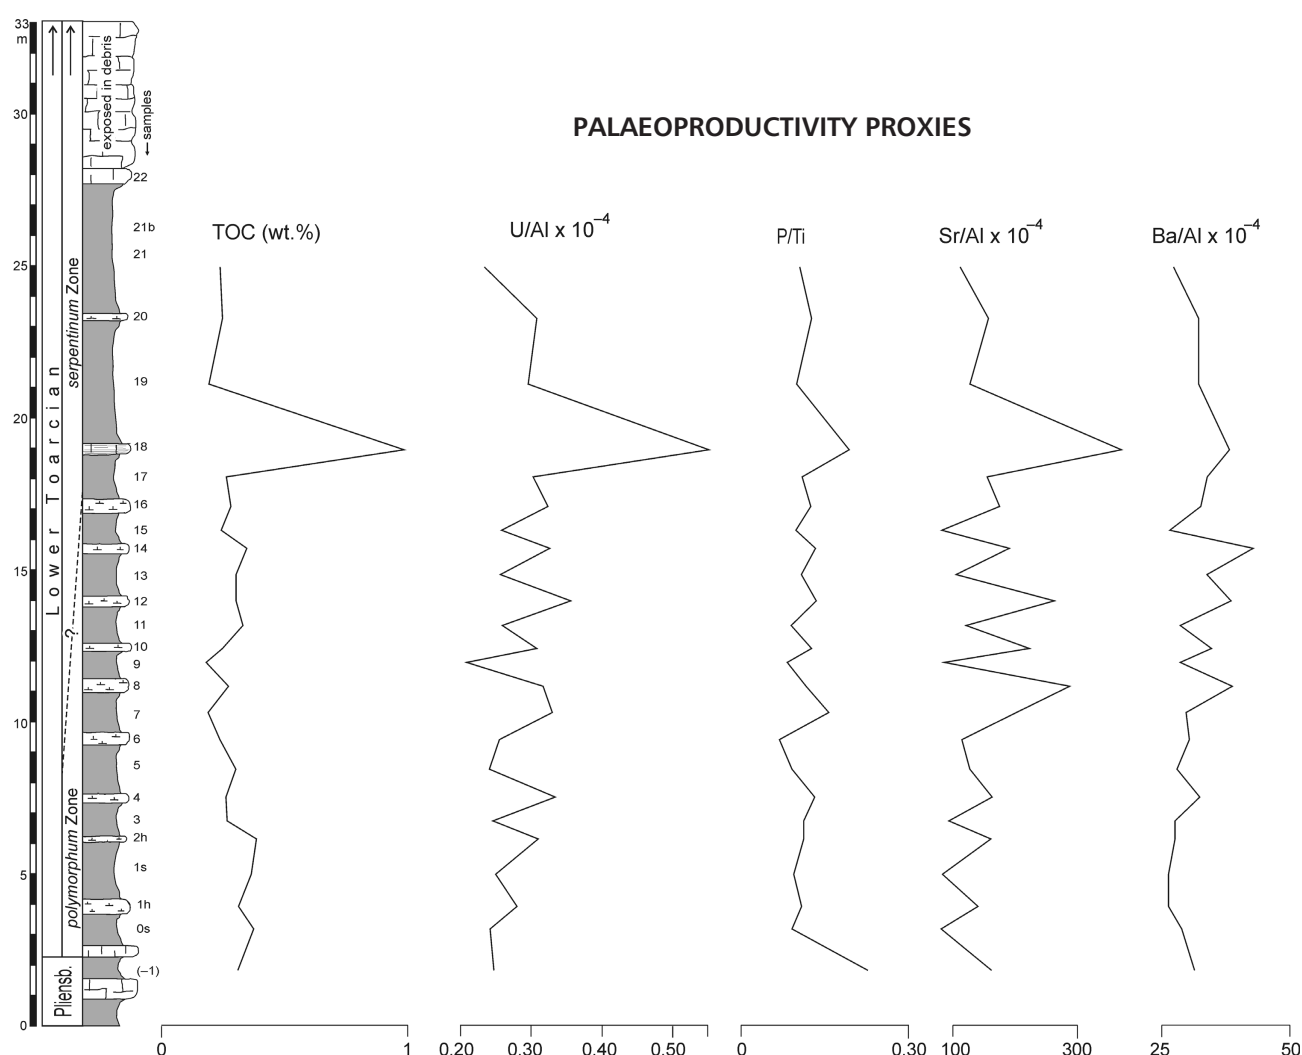 PALAEOPRODUCTIVITY PROXIES
33
m
30
25
20
15
10
5
0
Lower Toarcian
Pliensb.
serpentinum Zone
?
polymorphum Zone
exposed in debris
← samples
22
21b
21
20
19
18
17
16
15
14
13
12
11
10
9
8
7
6
5
4
3
2h
1s
1h
0s
(–1)
TOC (wt.%)
0 1
U/Al x 10⁻⁴
0.20 0.30 0.40 0.50
P/Ti
0 0.30
Sr/Al x 10⁻⁴
100 300
Ba/Al x 10⁻⁴
25 50